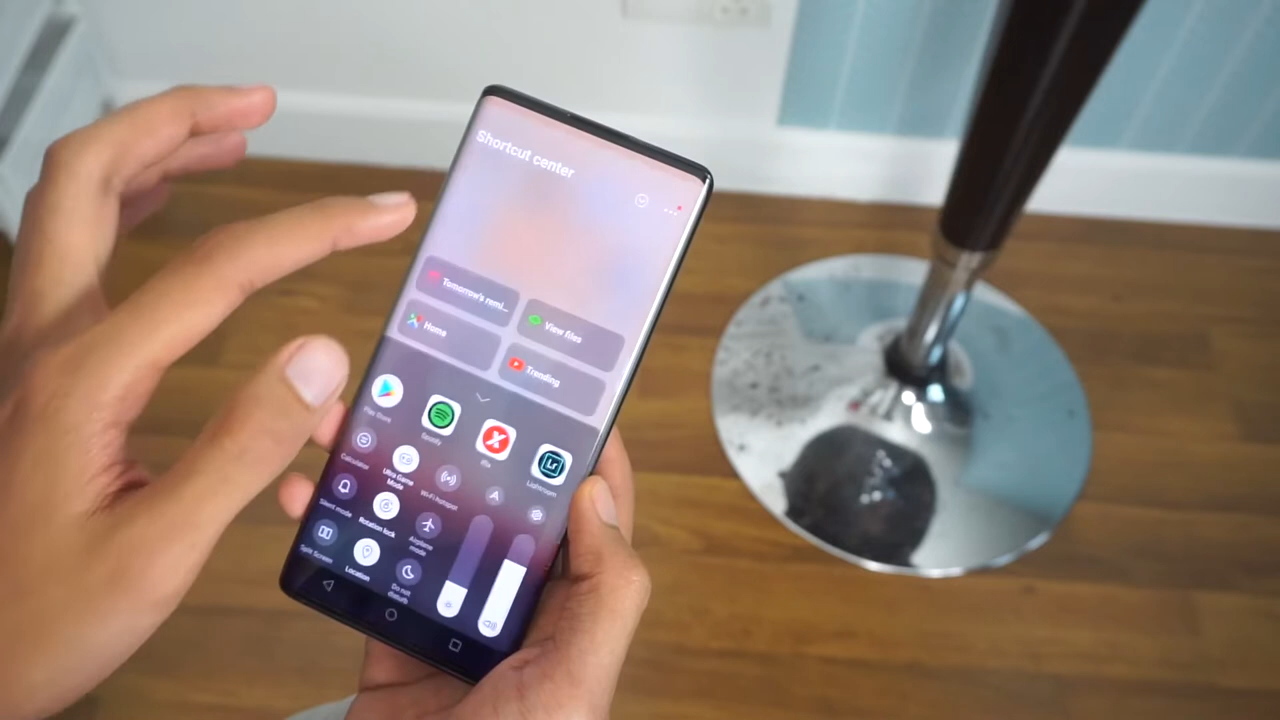 Shortcut center
Tomorrow's remi...
View files
Home
Trending
Play Store
Spotify
Lightroom
Lr
Calculator
Ultra Game
Mode
Wi-Fi hotspot
A
Silent mode
Rotation lock
Airplane
mode
Split Screen
Location
Do not
disturb